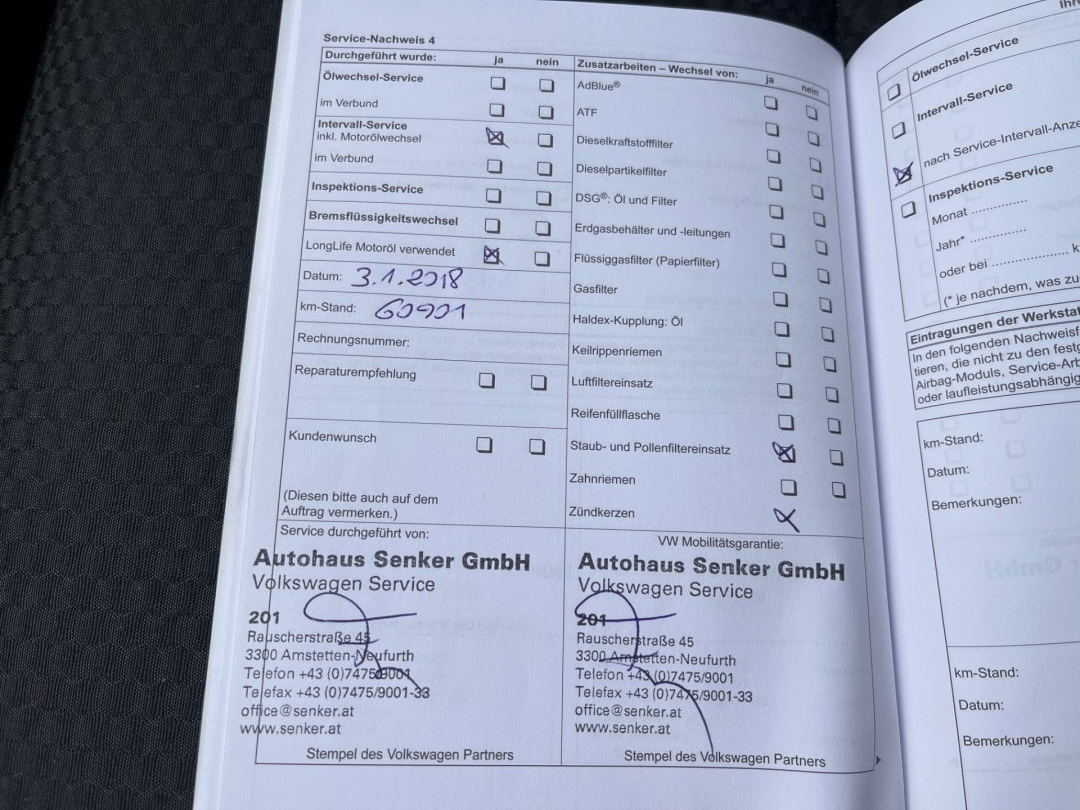 Service-Nachweis 4
Durchgeführt wurde: ja nein
Ölwechsel-Service
im Verbund
Intervall-Service
inkl. Motorölwechsel
im Verbund
Inspektions-Service
Bremsflüssigkeitswechsel
LongLife Motoröl verwendet
Datum: 3.1.2018
km-Stand: 60901
Rechnungsnummer:
Reparaturempfehlung
Kundenwunsch
(Diesen bitte auch auf dem
Auftrag vermerken.)
Service durchgeführt von:
Autohaus Senker GmbH
Volkswagen Service
201
Rauscherstraße 45
3300 Amstetten-Neufurth
Telefon +43 (0)7475/9001
Telefax +43 (0)7475/9001-33
office@senker.at
www.senker.at
Stempel des Volkswagen Partners
Zusatzarbeiten – Wechsel von: ja nein
AdBlue®
ATF
Dieselkraftstofffilter
Dieselpartikelfilter
DSG®: Öl und Filter
Erdgasbehälter und -leitungen
Flüssiggasfilter (Papierfilter)
Gasfilter
Haldex-Kupplung: Öl
Keilrippenriemen
Luftfiltereinsatz
Reifenfüllflasche
Staub- und Pollenfiltereinsatz
Zahnriemen
Zündkerzen
VW Mobilitätsgarantie:
Autohaus Senker GmbH
Volkswagen Service
201
Rauscherstraße 45
3300 Amstetten-Neufurth
Telefon +43 (0)7475/9001
Telefax +43 (0)7475/9001-33
office@senker.at
www.senker.at
Stempel des Volkswagen Partners
Ihr
Ölwechsel-Service
Intervall-Service
nach Service-Intervall-Anze
Inspektions-Service
Monat ..............
Jahr* ..............
oder bei .................... k
(* je nachdem, was zu
Eintragungen der Werkstat
In den folgenden Nachweisf
tieren, die nicht zu den festg
Airbag-Moduls, Service-Arb
oder laufleistungsabhängig
km-Stand:
Datum:
Bemerkungen:
km-Stand:
Datum:
Bemerkungen: